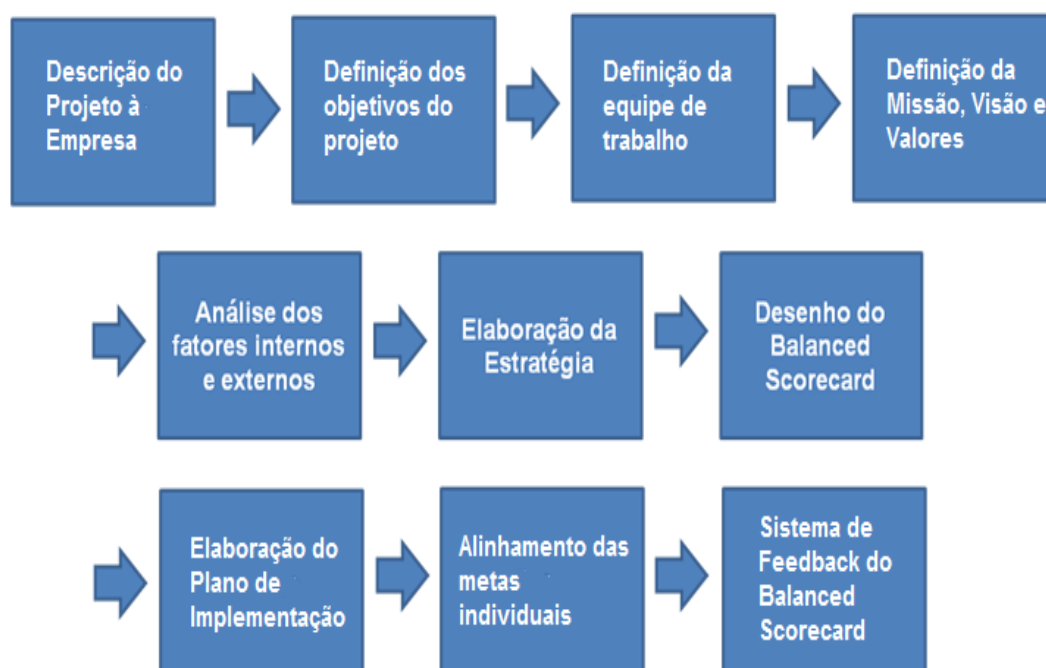 Descrição do
Projeto à
Empresa
Definição dos
objetivos do
projeto
Definição da
equipe de
trabalho
Definição da
Missão, Visão e
Valores
Análise dos
fatores internos
e externos
Elaboração da
Estratégia
Desenho do
Balanced
Scorecard
Elaboração do
Plano de
Implementação
Alinhamento das
metas
individuais
Sistema de
Feedback do
Balanced
Scorecard